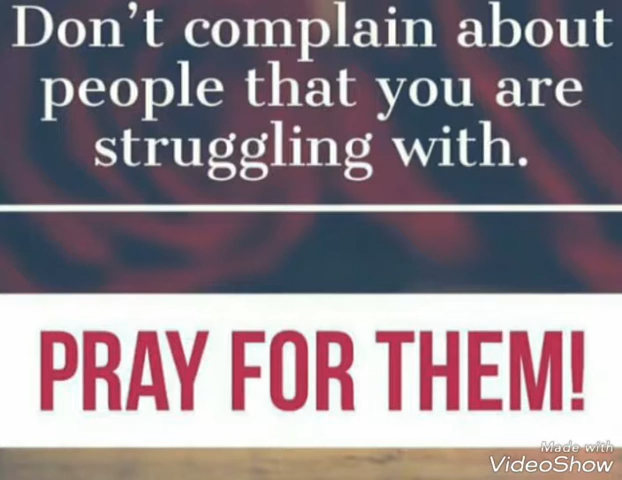 Don't complain about
people that you are
struggling with.
PRAY FOR THEM!
Made with
VideoShow